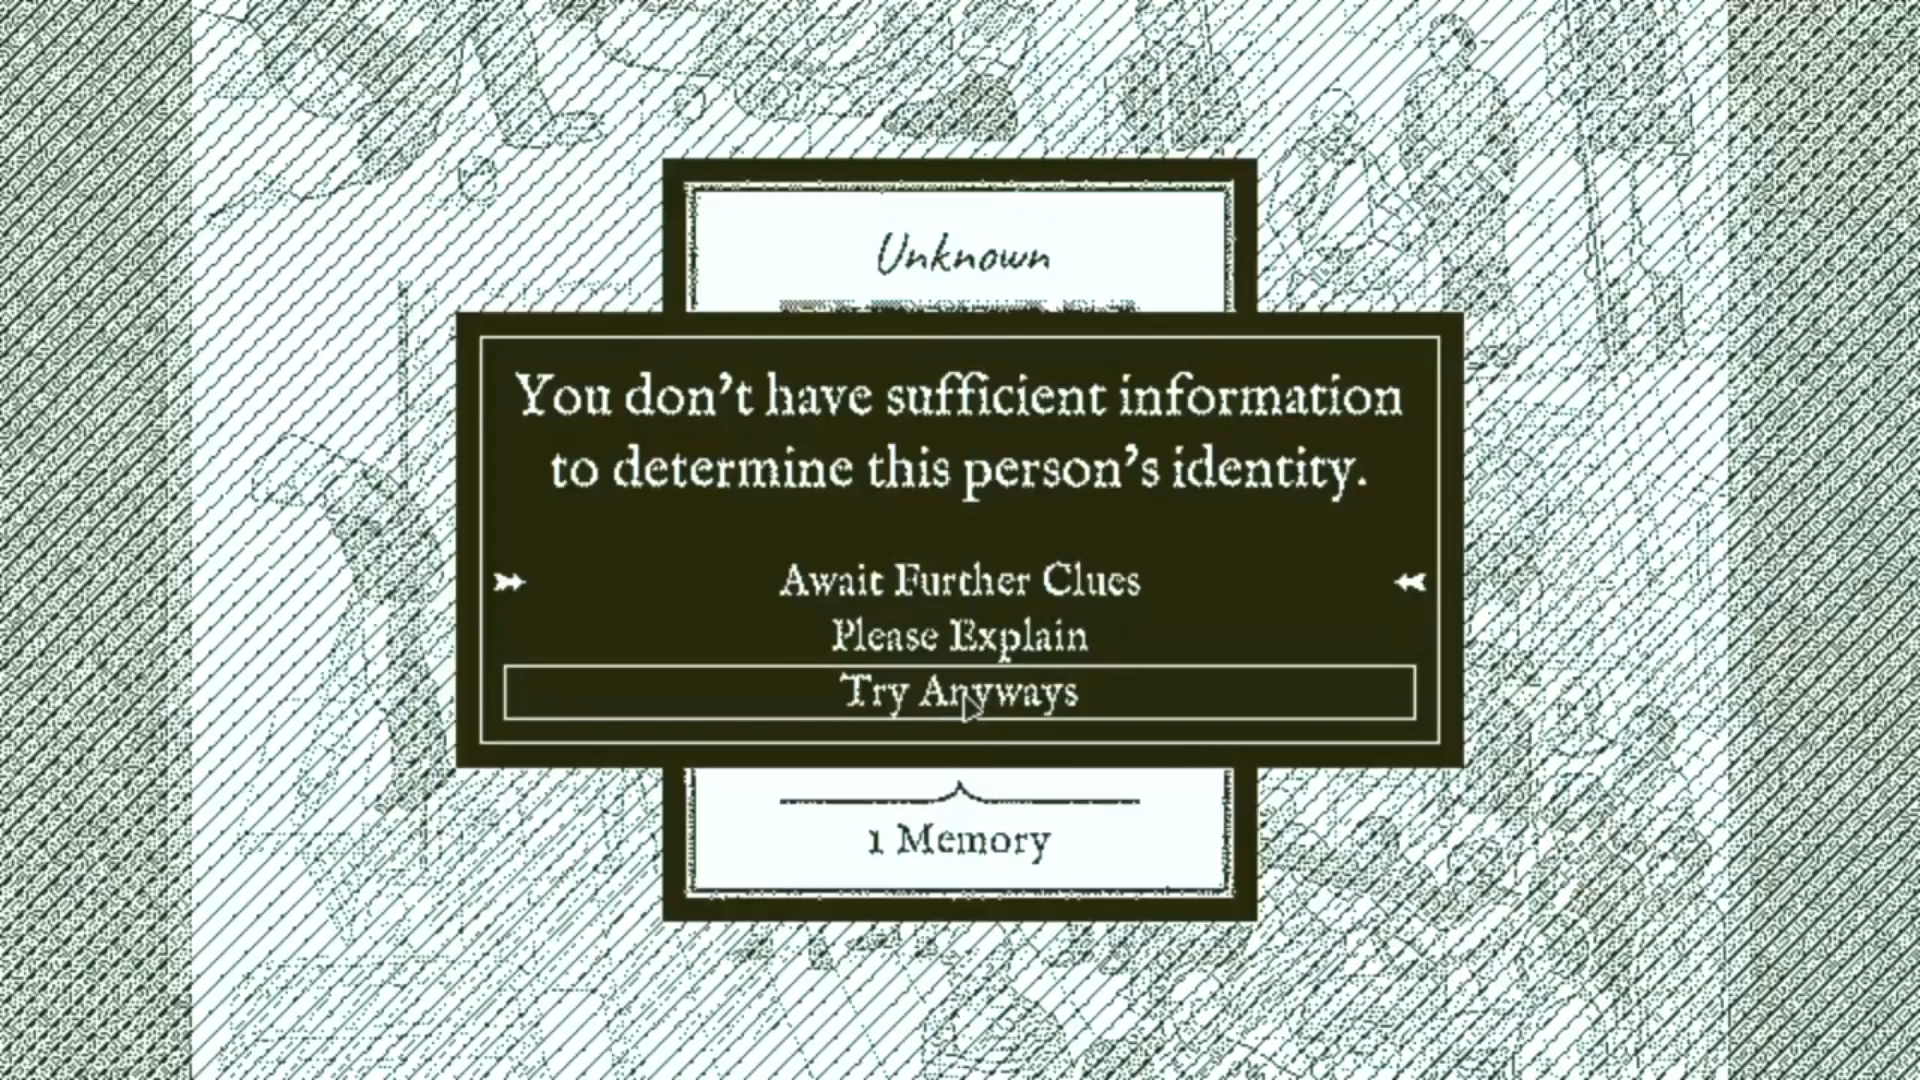 Unknown
You don't have sufficient information
to determine this person's identity.
Await Further Clues
Please Explain
Try Anyways
1 Memory